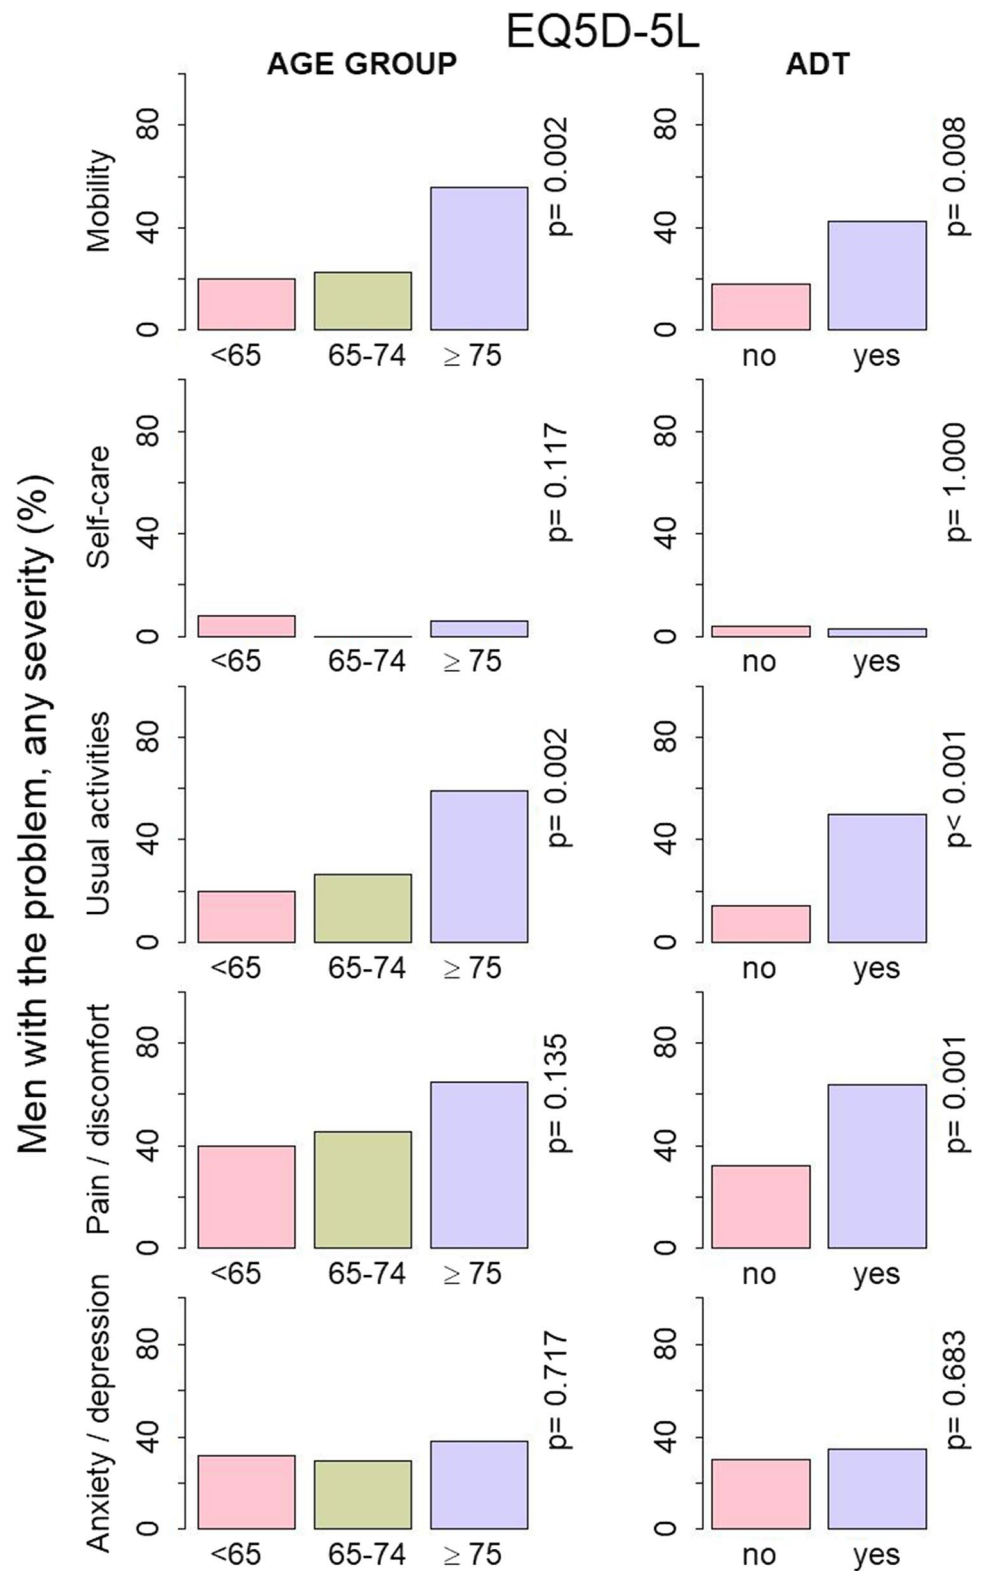 EQ5D-5L
AGE GROUP
ADT
Men with the problem, any severity (%)
Mobility
0 40 80
<65 65-74 ≥ 75
p= 0.002
0 40 80
no yes
p= 0.008
Self-care
0 40 80
<65 65-74 ≥ 75
p= 0.117
0 40 80
no yes
p= 1.000
Usual activities
0 40 80
<65 65-74 ≥ 75
p= 0.002
0 40 80
no yes
p< 0.001
Pain / discomfort
0 40 80
<65 65-74 ≥ 75
p= 0.135
0 40 80
no yes
p= 0.001
Anxiety / depression
0 40 80
<65 65-74 ≥ 75
p= 0.717
0 40 80
no yes
p= 0.683